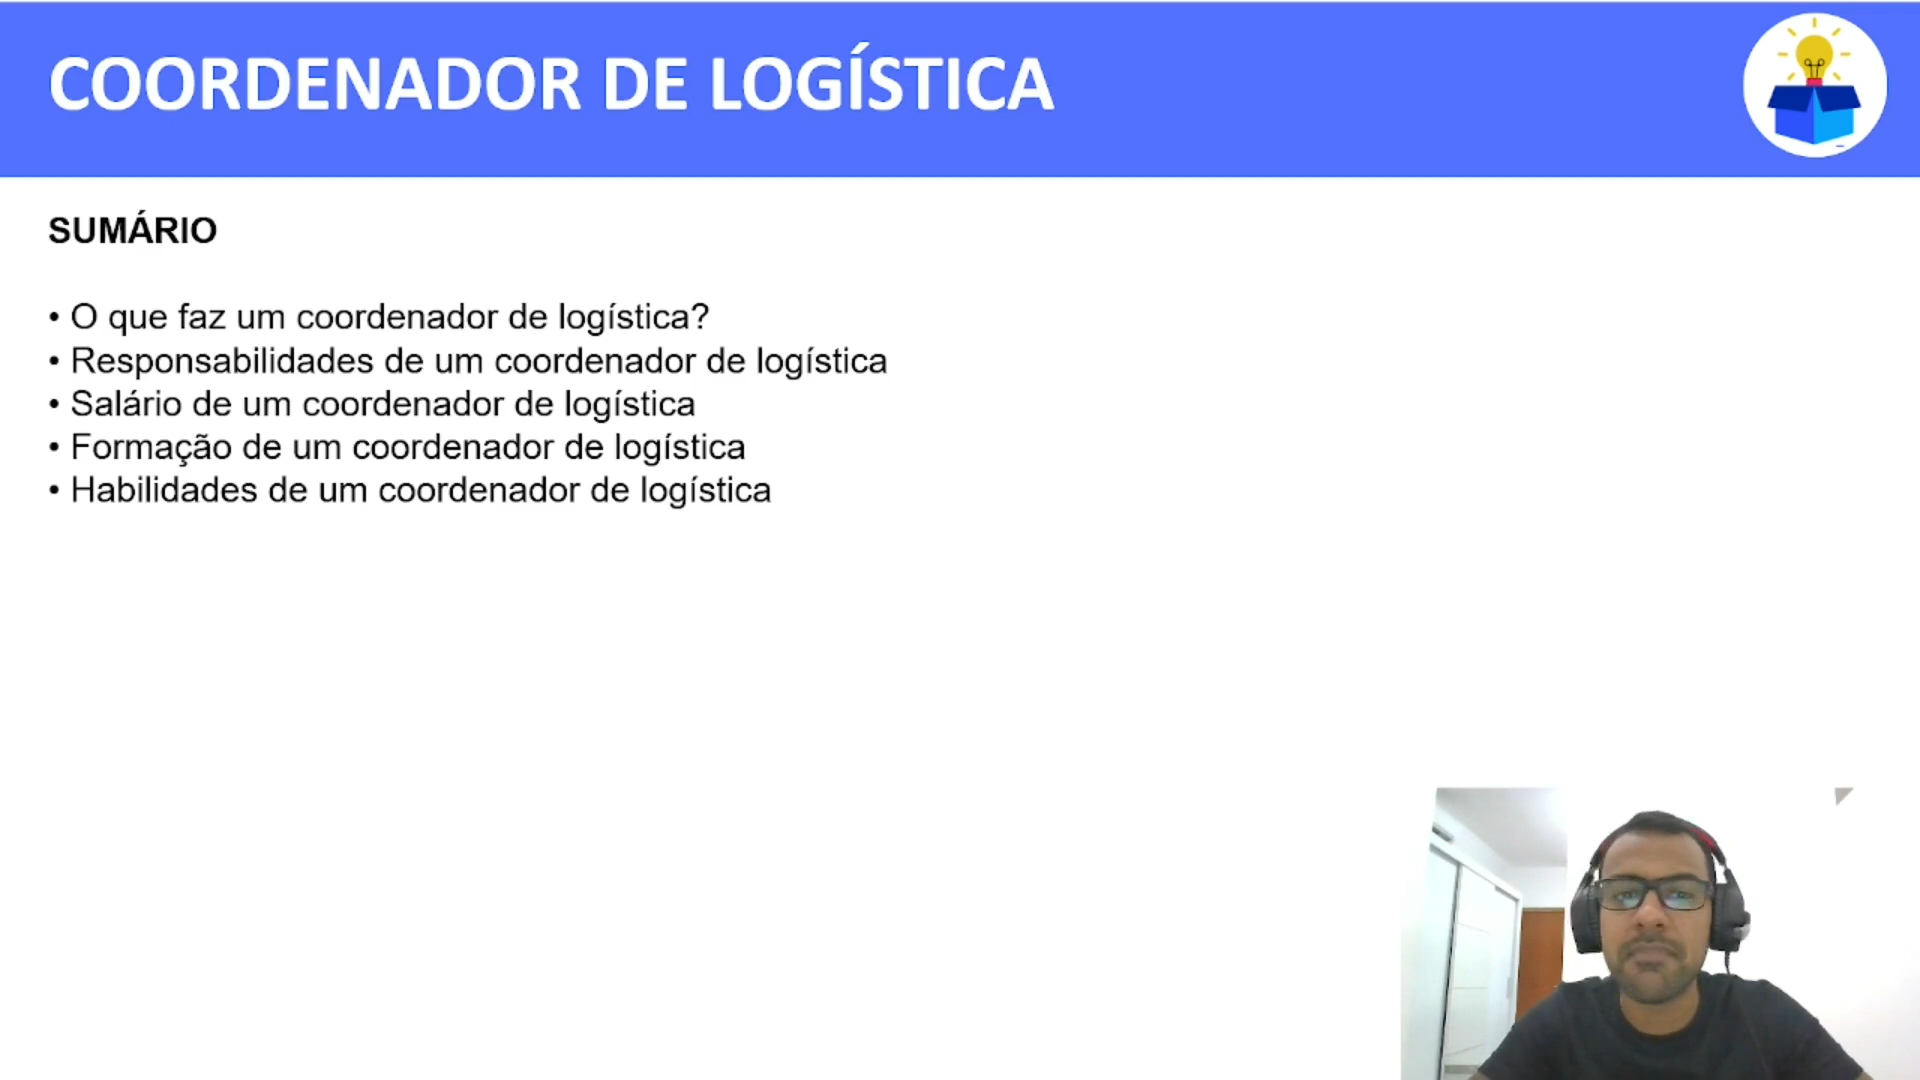 COORDENADOR DE LOGÍSTICA
SUMÁRIO
• O que faz um coordenador de logística?
• Responsabilidades de um coordenador de logística
• Salário de um coordenador de logística
• Formação de um coordenador de logística
• Habilidades de um coordenador de logística